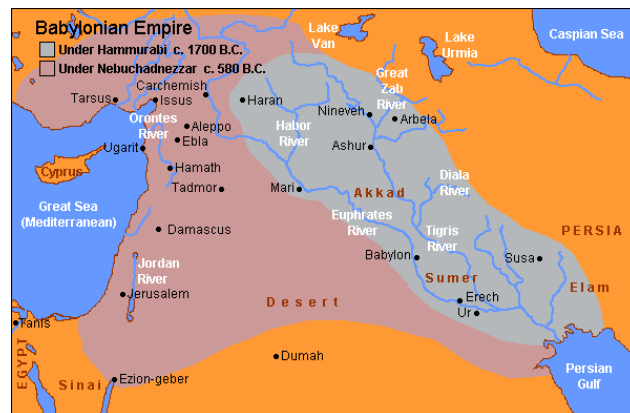 Babylonian Empire
Under Hammurabi c. 1700 B.C.
Under Nebuchadnezzar c. 580 B.C.
Lake
Van
Lake
Urmia
Caspian Sea
Carchemish
Tarsus
Issus
Haran
Great
Zab
River
Nineveh
Arbela
Orontes
River
Aleppo
Ebla
Habor
River
Ugarit
Ashur
Cyprus
Hamath
Tadmor
Mari
Akkad
Diala
River
Great Sea
(Mediterranean)
Euphrates
River
Tigris
River
PERSIA
Damascus
Babylon
Sumer
Susa
Jordan
River
Elam
Jerusalem
Desert
Erech
Ur
Tanis
EGYPT
Dumah
Persian
Gulf
Sinai
Ezion-geber